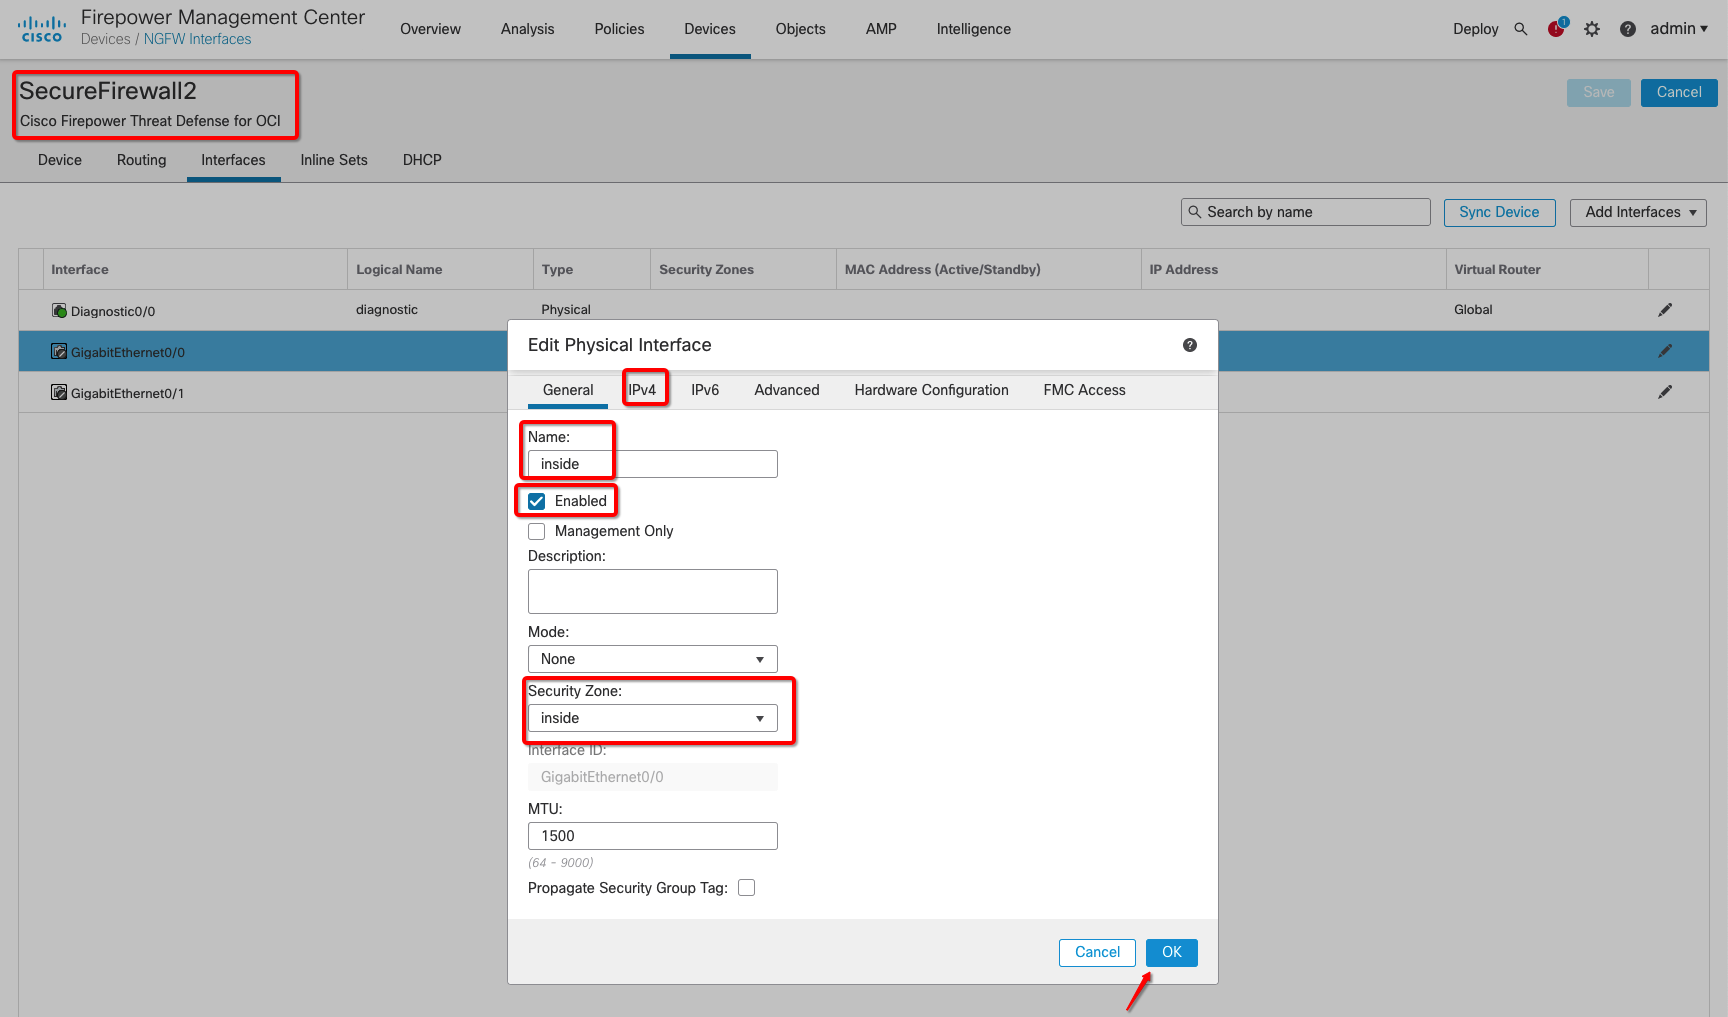 Firepower Management Center
Devices / NGFW Interfaces
cisco
Overview Analysis Policies Devices Objects AMP Intelligence
Deploy 1 admin
SecureFirewall2
Cisco Firepower Threat Defense for OCI
Save Cancel
Device Routing Interfaces Inline Sets DHCP
Search by name Sync Device Add Interfaces
Interface Logical Name Type Security Zones MAC Address (Active/Standby) IP Address Virtual Router
Diagnostic0/0 diagnostic Physical Global
GigabitEthernet0/0
GigabitEthernet0/1
Edit Physical Interface
General IPv4 IPv6 Advanced Hardware Configuration FMC Access
Name:
inside
Enabled
Management Only
Description:
Mode:
None
Security Zone:
inside
Interface ID:
GigabitEthernet0/0
MTU:
1500
(64 - 9000)
Propagate Security Group Tag:
Cancel OK